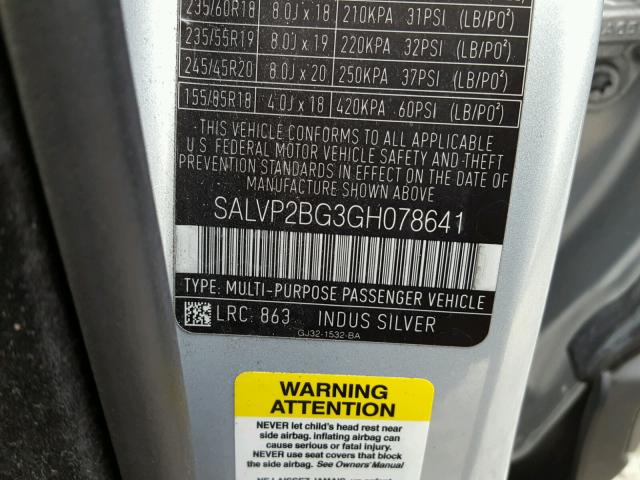 235/60R18 8.0J x 18 210KPA 31PSI (LB/PO²)
235/55R19 8.0J x 19 220KPA 32PSI (LB/PO²)
245/45R20 8.0J x 20 250KPA 37PSI (LB/PO²)
155/85R18 4.0J x 18 420KPA 60PSI (LB/PO²)
THIS VEHICLE CONFORMS TO ALL APPLICABLE
U.S. FEDERAL MOTOR VEHICLE SAFETY AND THEFT
PREVENTION STANDARDS IN EFFECT ON THE DATE
OF MANUFACTURE SHOWN ABOVE.
SALVP2BG3GH078641
TYPE: MULTI-PURPOSE PASSENGER VEHICLE
LRC: 863 INDUS SILVER
GJ32-1532-BA
WARNING
ATTENTION
NEVER let child's head rest near
side airbag. inflating airbag can
cause serious or fatal injury.
NEVER use seat covers that block
side airbag. See Owners' Manual
NE LAISSEZ JAMAIS